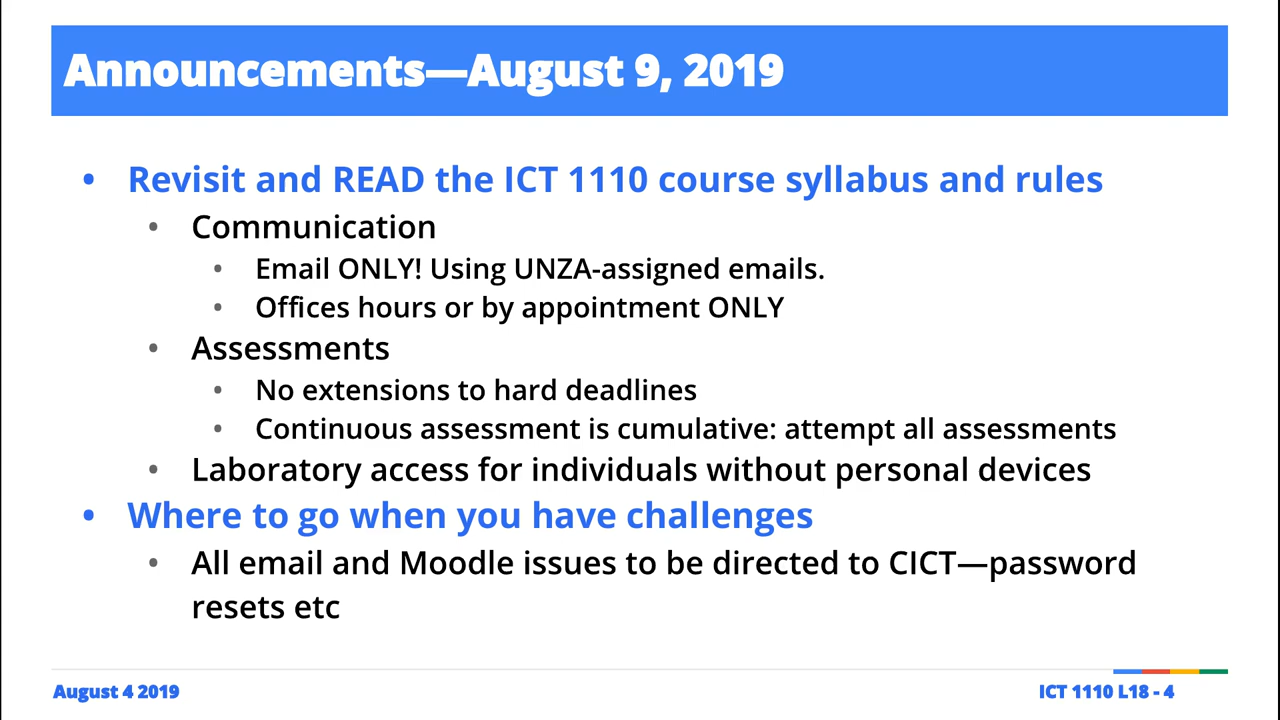 Announcements—August 9, 2019
• Revisit and READ the ICT 1110 course syllabus and rules
• Communication
• Email ONLY! Using UNZA-assigned emails.
• Offices hours or by appointment ONLY
• Assessments
• No extensions to hard deadlines
• Continuous assessment is cumulative: attempt all assessments
• Laboratory access for individuals without personal devices
• Where to go when you have challenges
• All email and Moodle issues to be directed to CICT—password
resets etc
August 4 2019
ICT 1110 L18 - 4